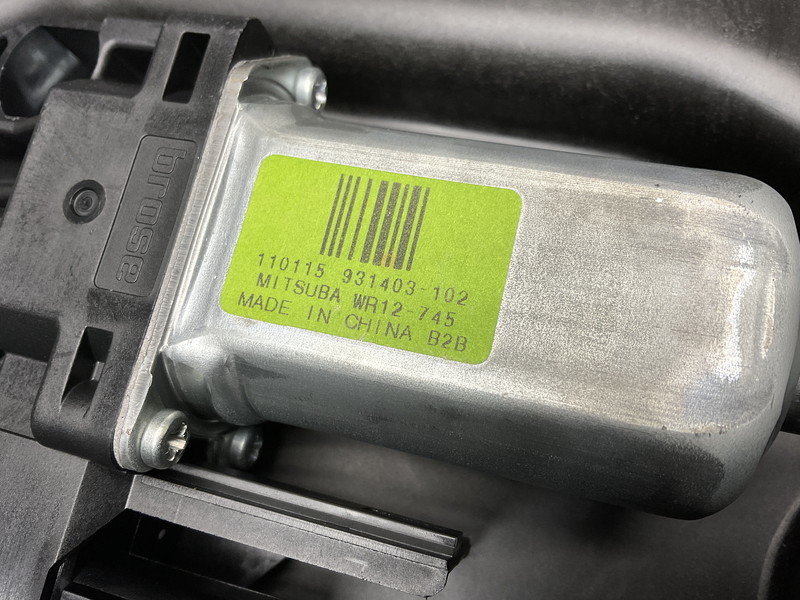 brose
110115 931403-102
MITSUBA WR12-745
MADE IN CHINA B2B